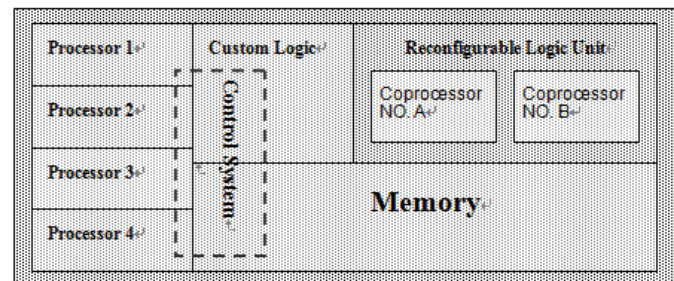 Processor 1
Custom Logic
Reconfigurable Logic Unit
Coprocessor
NO. A
Coprocessor
NO. B
Processor 2
Processor 3
Processor 4
Control System
Memory